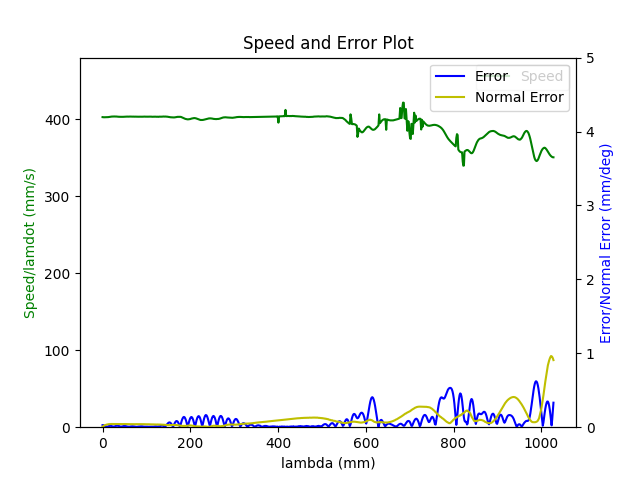 Speed and Error Plot
Error Speed
Normal Error
Speed/lamdot (mm/s)
400
300
200
100
0
5
4
3
2
1
0
Error/Normal Error (mm/deg)
0 200 400 600 800 1000
lambda (mm)